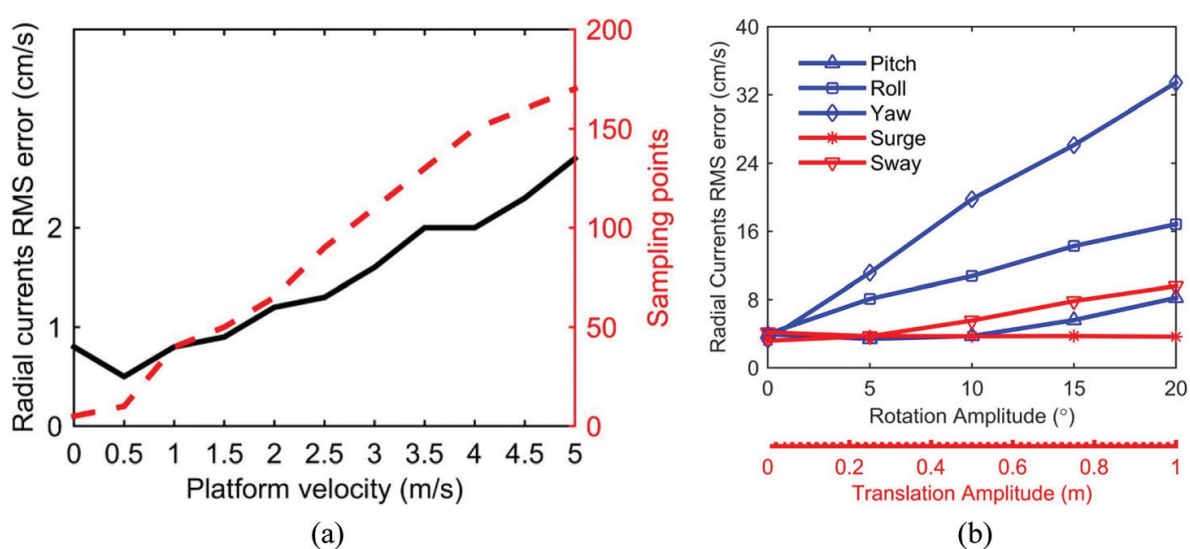 Radial currents RMS error (cm/s)
2
1
0
200
150
100
50
0
Sampling points
0 0.5 1 1.5 2 2.5 3 3.5 4 4.5 5
Platform velocity (m/s)
(a)
Radial Currents RMS error (cm/s)
40
32
24
16
8
0
Pitch
Roll
Yaw
Surge
Sway
0 5 10 15 20
Rotation Amplitude (°)
0 0.2 0.4 0.6 0.8 1
Translation Amplitude (m)
(b)